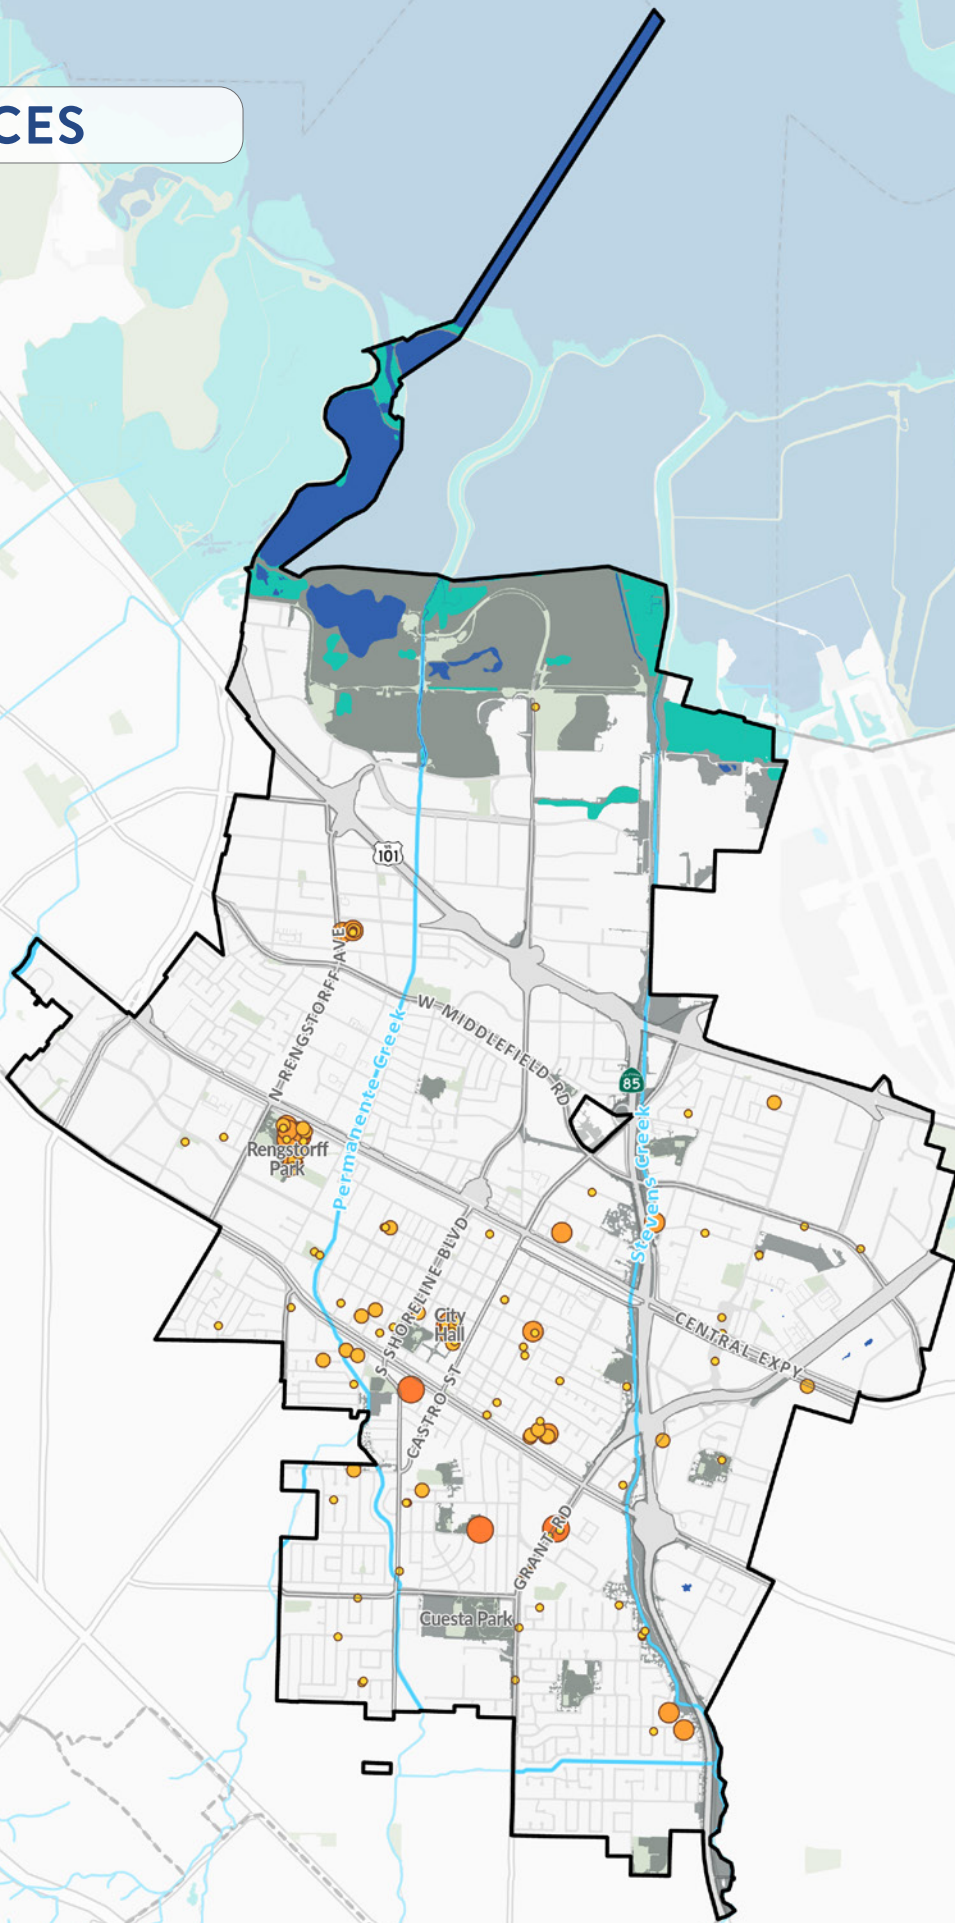 CES
US
101
N RENGSTORFF AVE
W MIDDLEFIELD RD
85
Permanente Creek
Stevens Creek
Rengstorff
Park
S SHORELINE BLVD
City
Hall
CENTRAL EXPY
CASTRO ST
GRANT RD
Cuesta Park